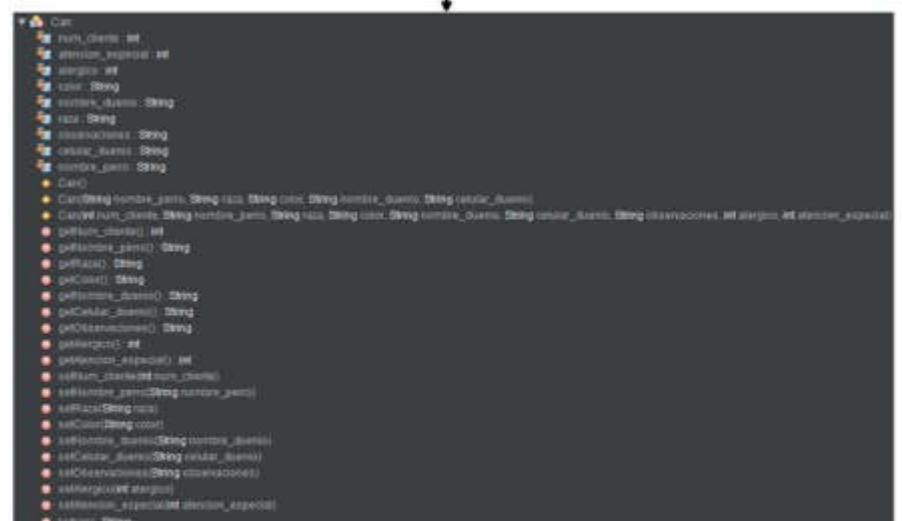 Can
num_cliente : int
atension_especial : int
alergico : int
color : String
nombre_dueno : String
raza : String
observaciones : String
celular_dueno : String
nombre_perro : String
Can()
Can(String nombre_perro, String raza, String color, String nombre_dueno, String celular_dueno)
Can(int num_cliente, String nombre_perro, String raza, String color, String nombre_dueno, String celular_dueno, String observaciones, int alergico, int atension_especial)
getNum_cliente() : int
getNombre_perro() : String
getRaza() : String
getColor() : String
getNombre_dueno() : String
getCelular_dueno() : String
getObservaciones() : String
getAlergico() : int
getAtencion_especial() : int
setNum_cliente(int num_cliente)
setNombre_perro(String nombre_perro)
setRaza(String raza)
setColor(String color)
setNombre_dueno(String nombre_dueno)
setCelular_dueno(String celular_dueno)
setObservaciones(String observaciones)
setAlergico(int alergico)
setAtencion_especial(int atencion_especial)
String